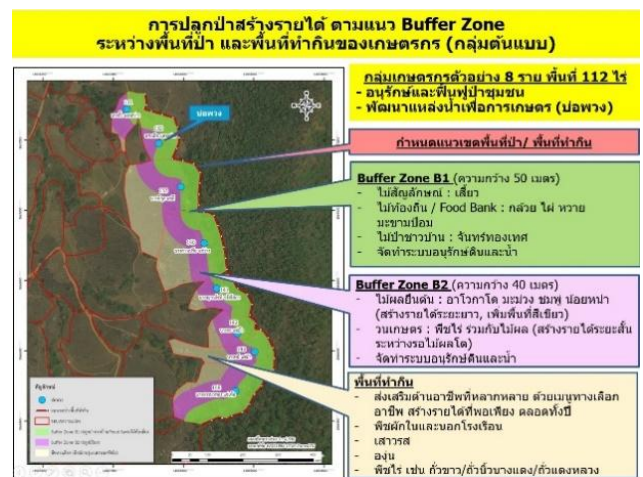 การปลูกป่าสร้างรายได้ ตามแนว Buffer Zone
ระหว่างพื้นที่ป่า และพื้นที่ทำกินของเกษตรกร (กลุ่มต้นแบบ)
กลุ่มเกษตรกรตัวอย่าง 8 ราย พื้นที่ 112 ไร่
- อนุรักษ์และฟื้นฟูป่าชุมชน
- พัฒนาแหล่งน้ำเพื่อการเกษตร (บ่อพวง)
บ่อพวง
กำหนดแนวเขตพื้นที่ป่า/ พื้นที่ทำกิน
Buffer Zone B1 (ความกว้าง 50 เมตร)
- ไม้สัญลักษณ์ : เสี้ยว
- ไม้ท้องถิ่น / Food Bank : กล้วย ไผ่ หวาย
มะขามป้อม
- ไม้ป่าชาวบ้าน : จันทร์ทองเทศ
- จัดทำระบบอนุรักษ์ดินและน้ำ
Buffer Zone B2 (ความกว้าง 40 เมตร)
- ไม้ผลยืนต้น : อาโวกาโด มะม่วง ชมพู่ น้อยหน่า
(สร้างรายได้ระยะยาว, เพิ่มพื้นที่สีเขียว)
- วนเกษตร : พืชไร่ ร่วมกับไม้ผล (สร้างรายได้ระยะสั้น
ระหว่างรอไม้ผลโต)
- จัดทำระบบอนุรักษ์ดินและน้ำ
พื้นที่ทำกิน
- ส่งเสริมด้านอาชีพที่หลากหลาย ด้วยเมนูทางเลือก
อาชีพ สร้างรายได้ที่พอเพียง ตลอดทั้งปี
- พืชผักในและนอกโรงเรือน
- เสาวรส
- องุ่น
- พืชไร่ เช่น ถั่วขาว/ถั่วนิ้วนางแดง/ถั่วแดงหลวง
สัญลักษณ์